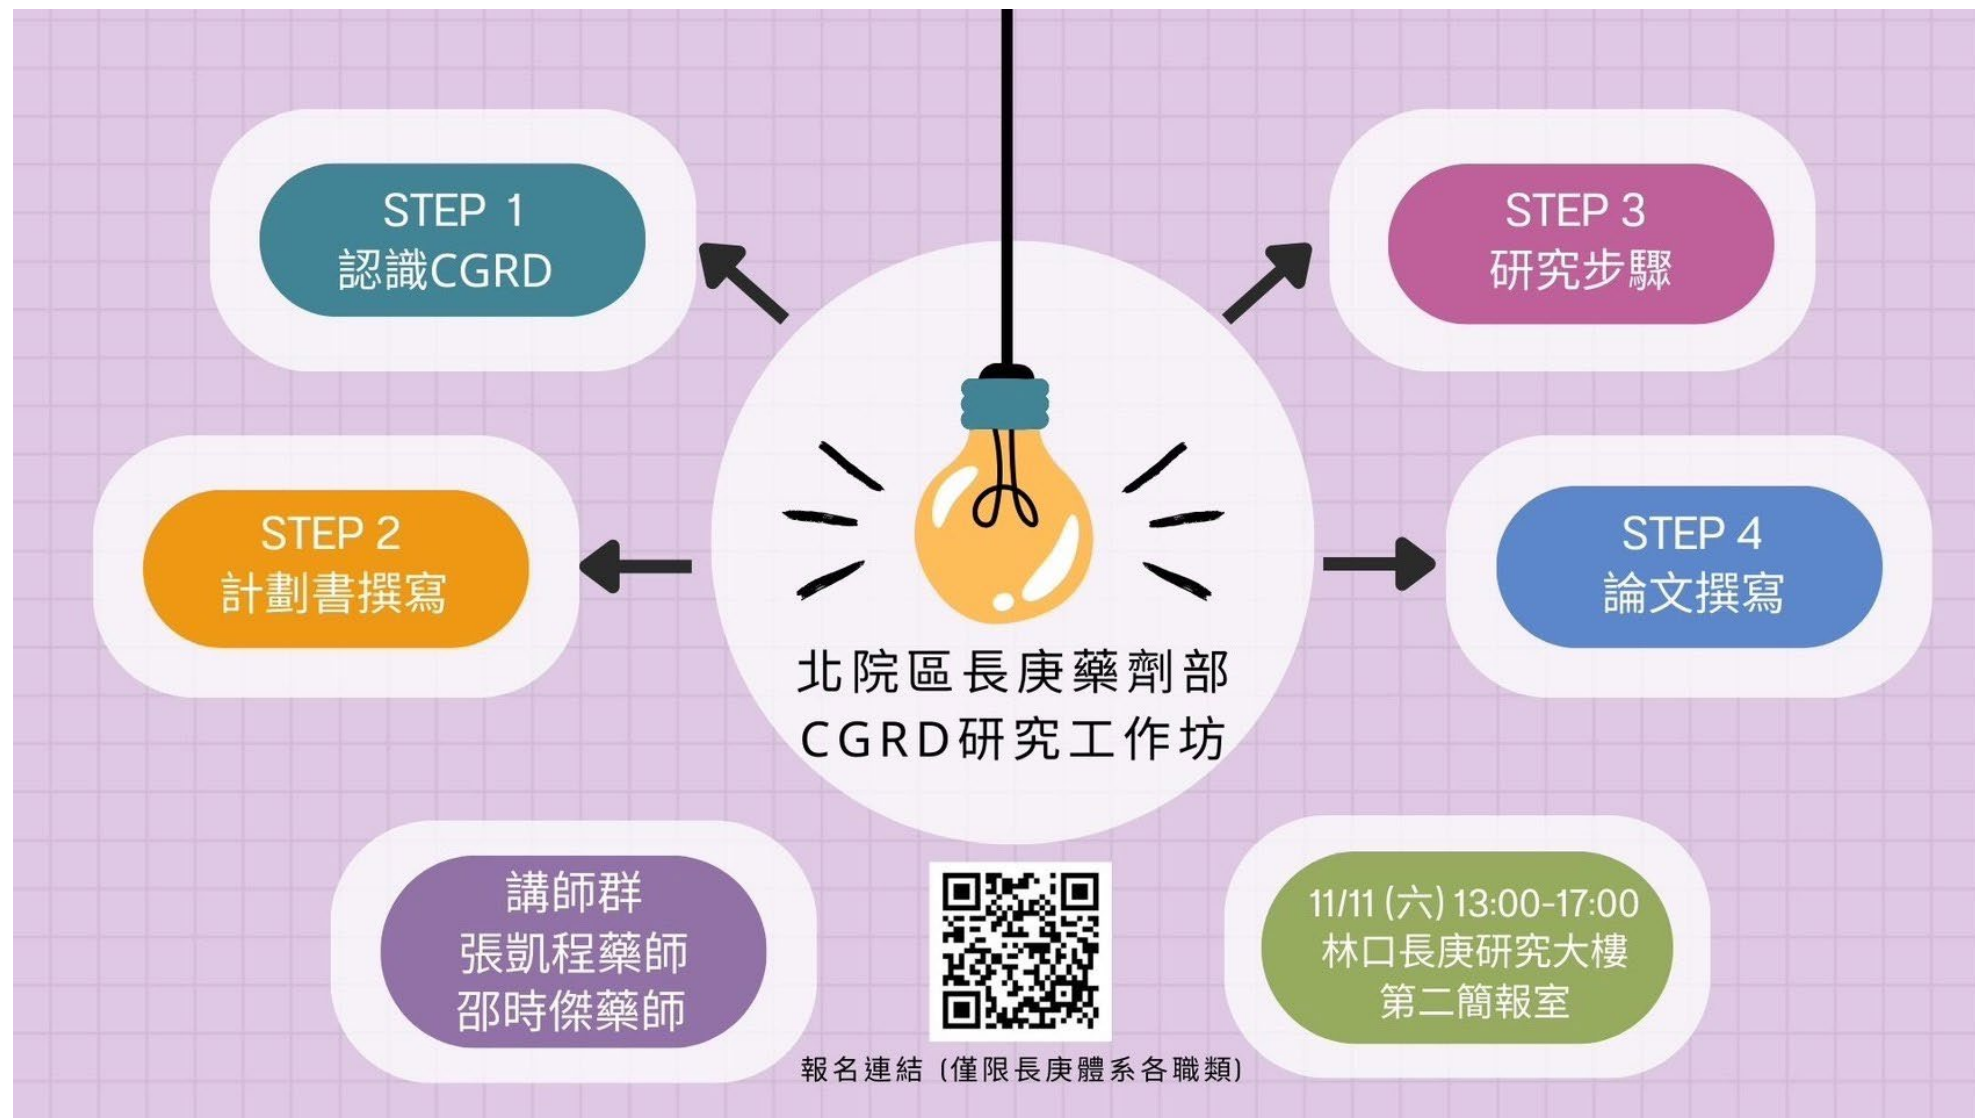 STEP 1
認識CGRD
STEP 2
計劃書撰寫
STEP 3
研究步驟
STEP 4
論文撰寫
北院區長庚藥劑部
CGRD研究工作坊
講師群
張凱程藥師
邵時傑藥師
報名連結 (僅限長庚體系各職類)
11/11 (六) 13:00-17:00
林口長庚研究大樓
第二簡報室